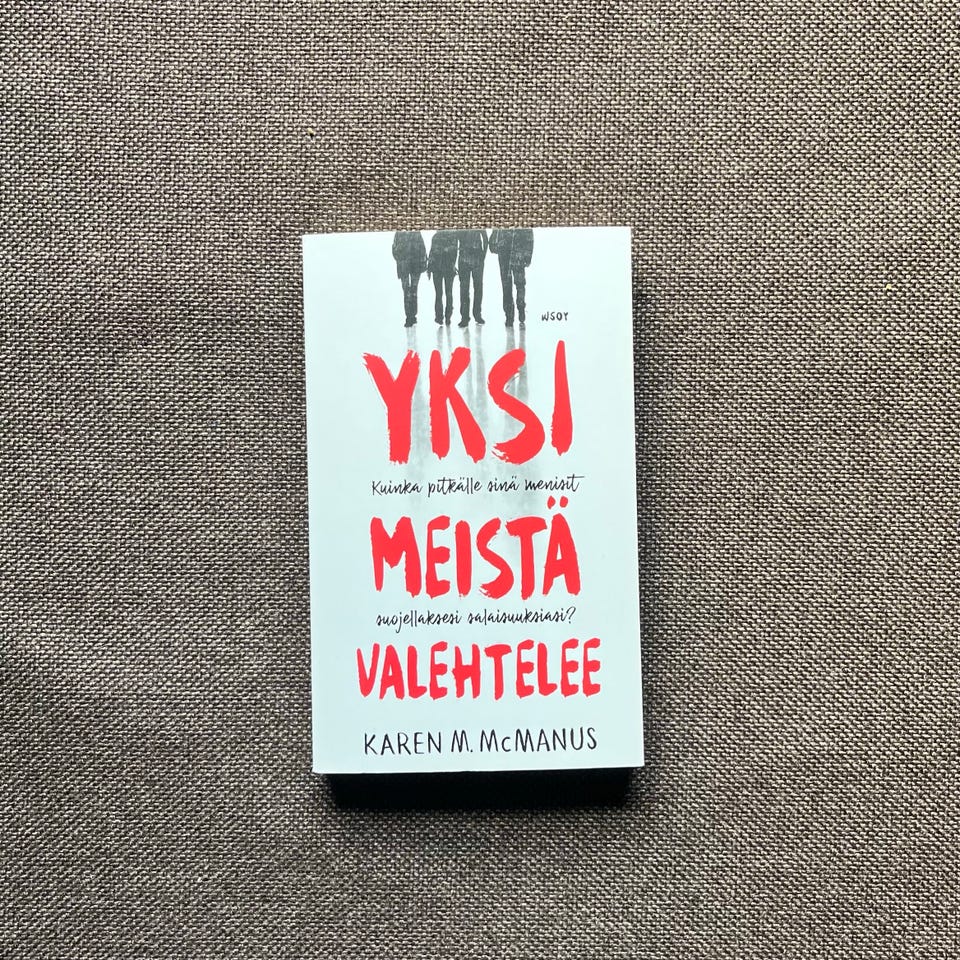 WSOY
YKSI
Kuinka pitkälle sinä menisit
MEISTÄ
suojellaksesi salaisuuksiasi?
VALEHTELEE
KAREN M. McMANUS